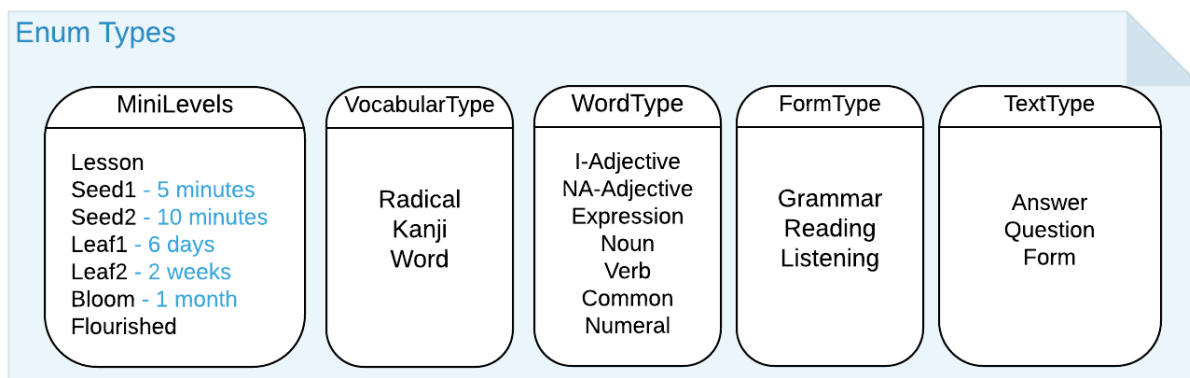 Enum Types
MiniLevels
Lesson
Seed1 - 5 minutes
Seed2 - 10 minutes
Leaf1 - 6 days
Leaf2 - 2 weeks
Bloom - 1 month
Flourished
VocabularType
Radical
Kanji
Word
WordType
I-Adjective
NA-Adjective
Expression
Noun
Verb
Common
Numeral
FormType
Grammar
Reading
Listening
TextType
Answer
Question
Form